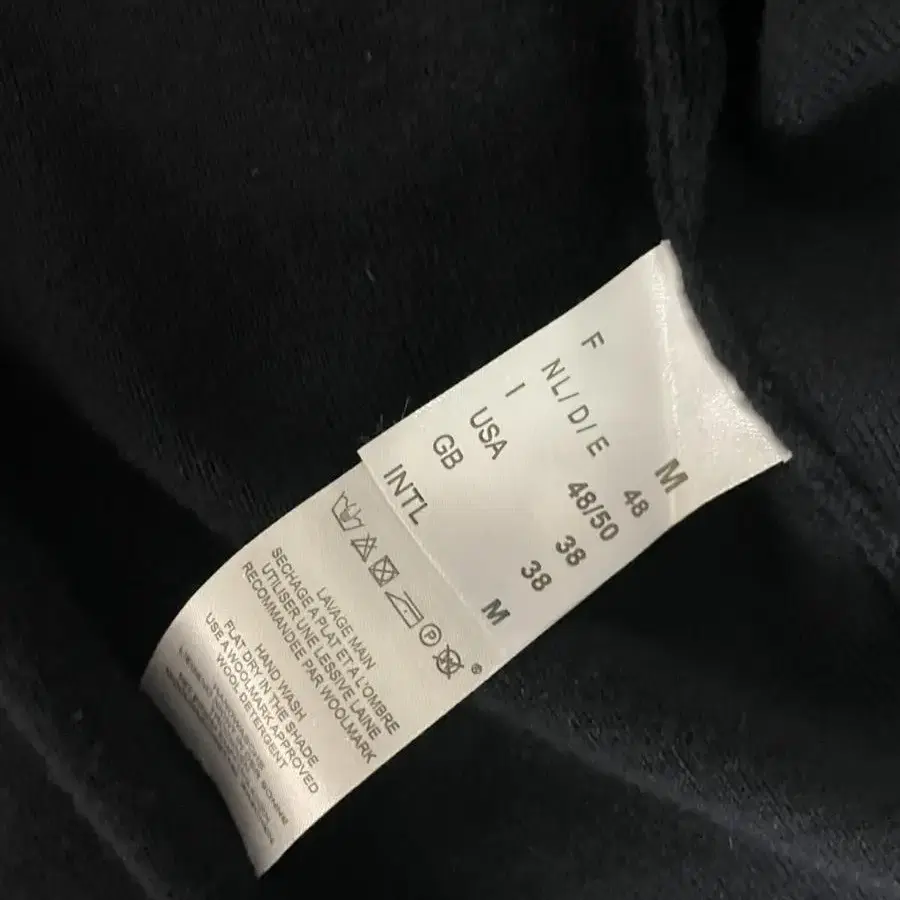 F M
NL/D/E 48
I 48/50
USA 38
GB 38
INTL M
P
LAVAGE MAIN
SECHAGE A PLAT ET A L'OMBRE
UTILISER UNE LESSIVE LAINE
RECOMMANDEE PAR WOOLMARK
HAND WASH
FLAT DRY IN THE SHADE
USE A WOOLMARK APPROVED
WOOL DETERGENT